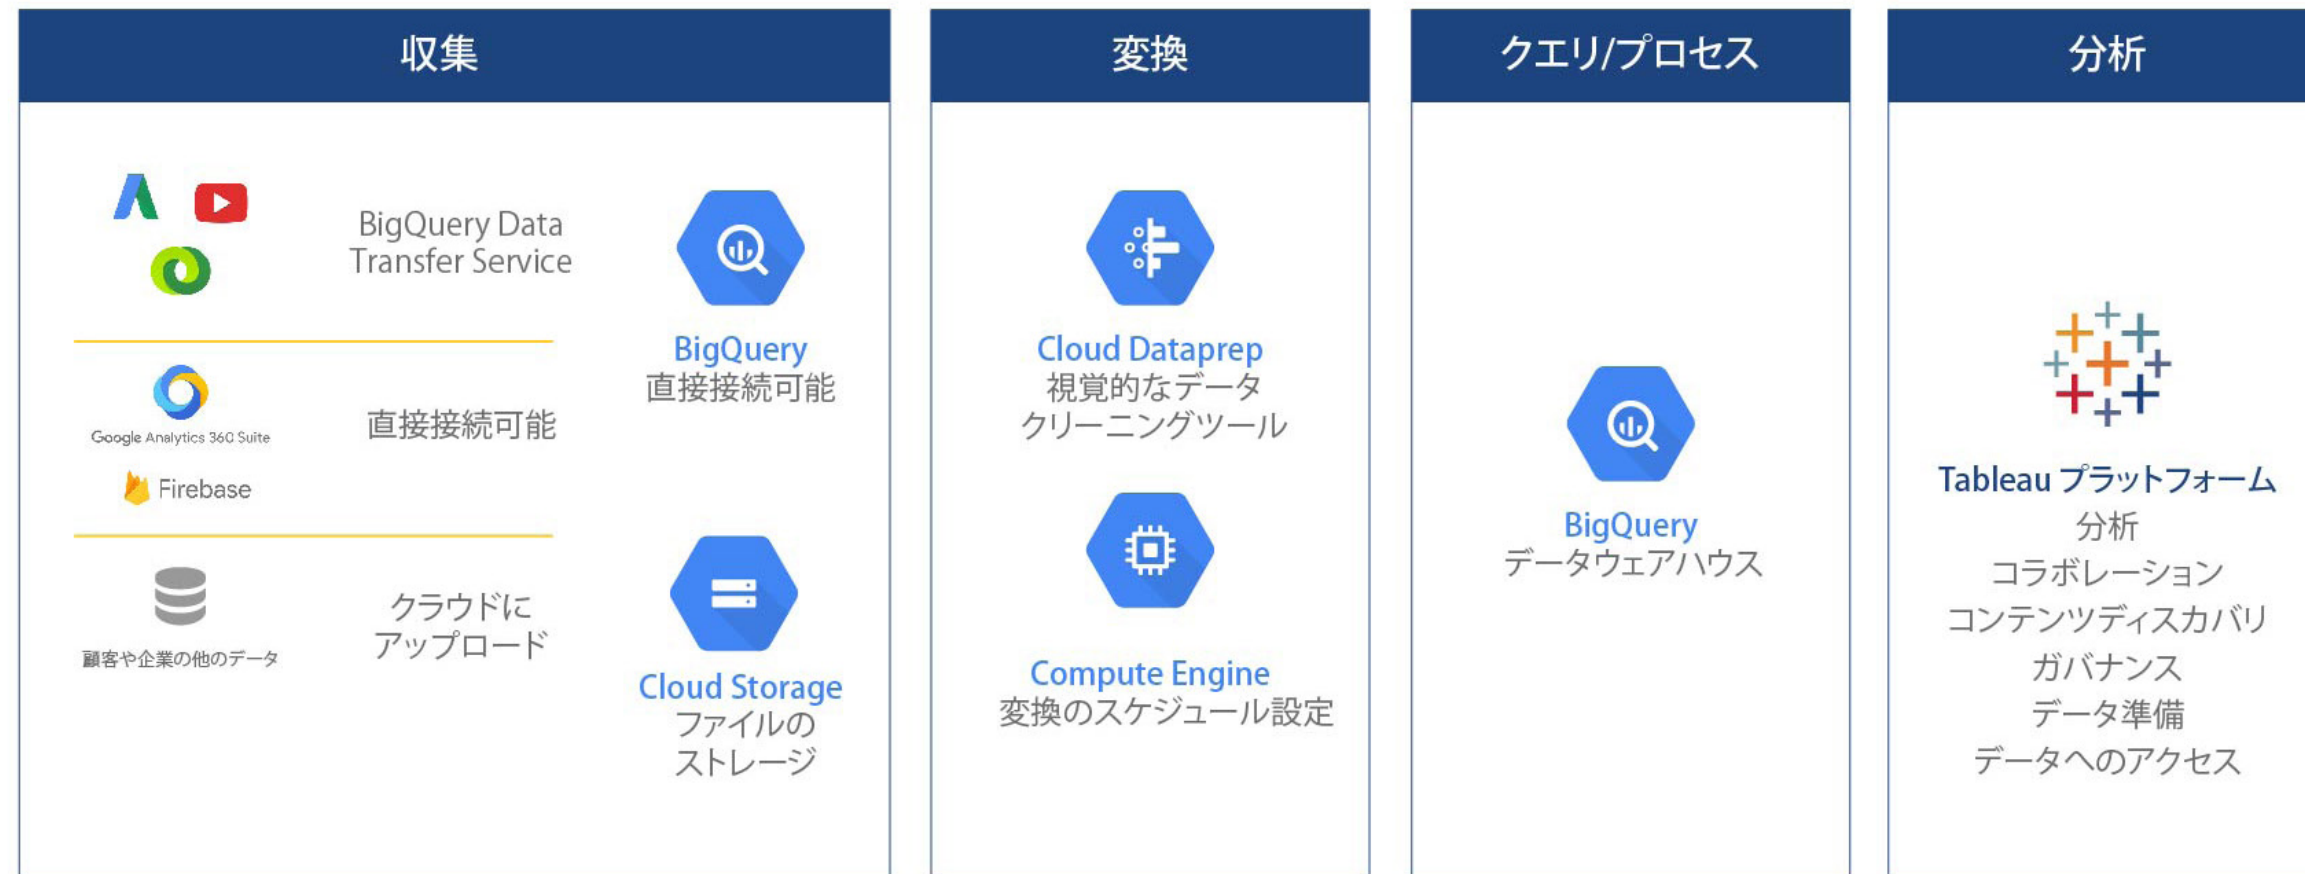 収集
BigQuery Data
Transfer Service
Google Analytics 360 Suite
Firebase
直接接続可能
顧客や企業の他のデータ
クラウドに
アップロード
BigQuery
直接接続可能
Cloud Storage
ファイルの
ストレージ
変換
Cloud Dataprep
視覚的なデータ
クリーニングツール
Compute Engine
変換のスケジュール設定
クエリ/プロセス
BigQuery
データウェアハウス
分析
Tableau プラットフォーム
分析
コラボレーション
コンテンツディスカバリ
ガバナンス
データ準備
データへのアクセス